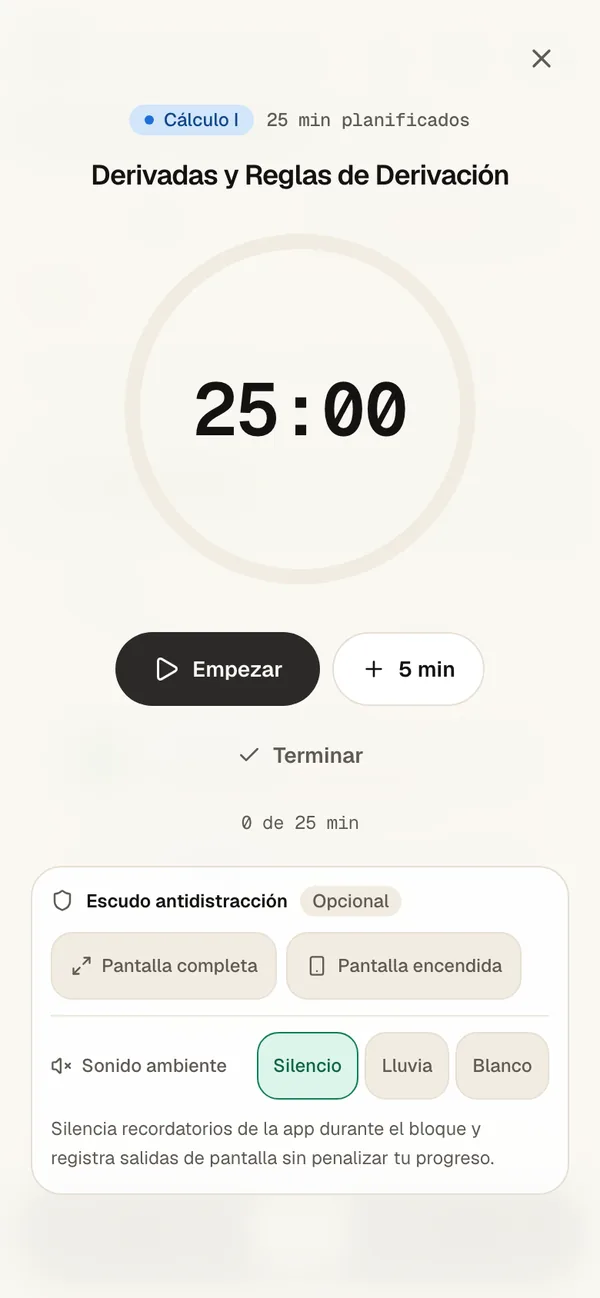 Cálculo I 25 min planificados
Derivadas y Reglas de Derivación
25:00
Empezar + 5 min
Terminar
0 de 25 min
Escudo antidistracción Opcional
Pantalla completa Pantalla encendida
Sonido ambiente Silencio Lluvia Blanco
Silencia recordatorios de la app durante el bloque y
registra salidas de pantalla sin penalizar tu progreso.